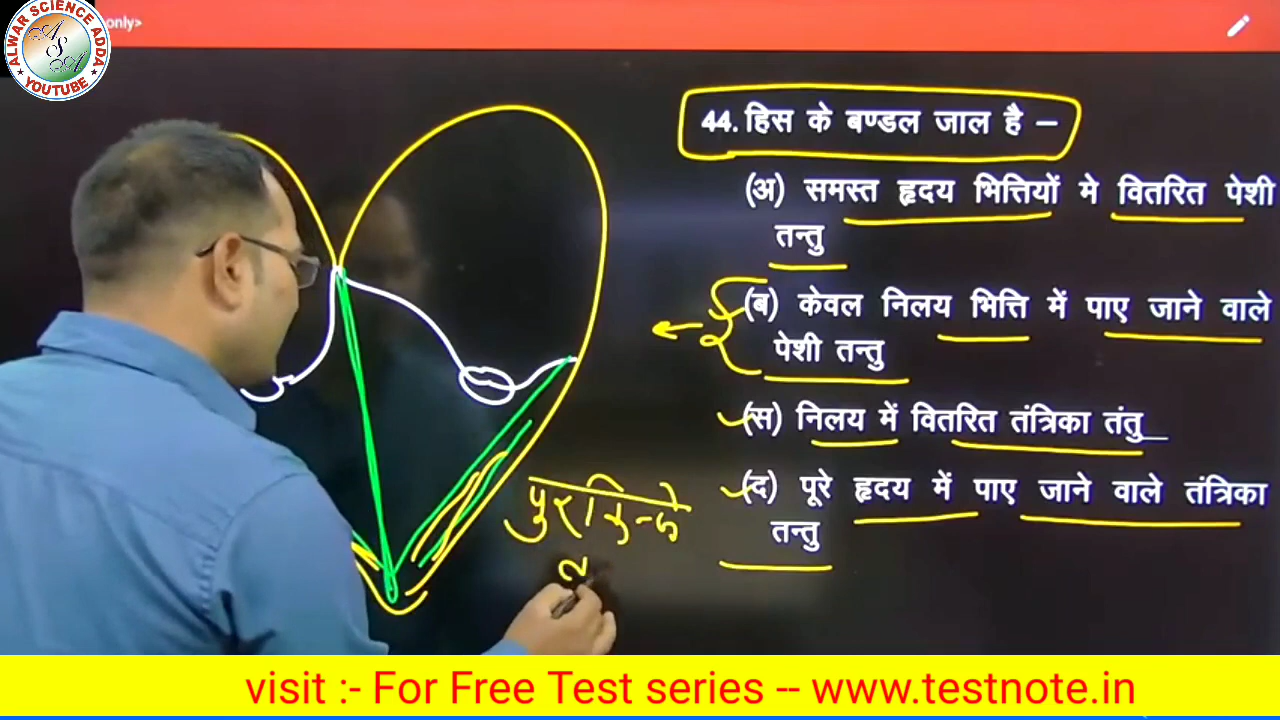 ALWAR SCIENCE ADDA
ASA
YOUTUBE
only>
44. हिस के बण्डल जाल है –
(अ) समस्त हृदय भित्तियों मे वितरित पेशी
तन्तु
(ब) केवल निलय भित्ति में पाए जाने वाले
पेशी तन्तु
(स) निलय में वितरित तंत्रिका तंतु
(द) पूरे हृदय में पाए जाने वाले तंत्रिका
तन्तु
visit :- For Free Test series -- www.testnote.in